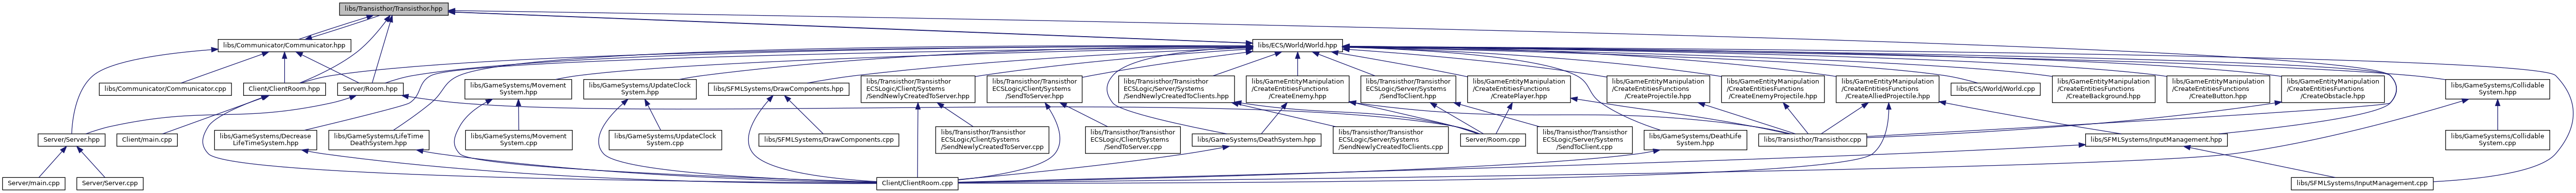 libs/Transisthor/Transisthor.hpp
libs/Communicator/Communicator.hpp
libs/ECS/World/World.hpp
libs/Communicator/Communicator.cpp
Client/ClientRoom.hpp
Server/Room.hpp
libs/GameSystems/Movement
System.hpp
libs/GameSystems/UpdateClock
System.hpp
libs/SFMLSystems/DrawComponents.hpp
libs/Transisthor/Transisthor
ECSLogic/Client/Systems
/SendNewlyCreatedToServer.hpp
libs/Transisthor/Transisthor
ECSLogic/Client/Systems
/SendToServer.hpp
libs/Transisthor/Transisthor
ECSLogic/Server/Systems
/SendNewlyCreatedToClients.hpp
libs/GameEntityManipulation
/CreateEntitiesFunctions
/CreateEnemy.hpp
libs/Transisthor/Transisthor
ECSLogic/Server/Systems
/SendToClient.hpp
libs/GameEntityManipulation
/CreateEntitiesFunctions
/CreatePlayer.hpp
libs/GameEntityManipulation
/CreateEntitiesFunctions
/CreateProjectile.hpp
libs/GameEntityManipulation
/CreateEntitiesFunctions
/CreateEnemyProjectile.hpp
libs/GameEntityManipulation
/CreateEntitiesFunctions
/CreateAlliedProjectile.hpp
libs/ECS/World/World.cpp
libs/GameEntityManipulation
/CreateEntitiesFunctions
/CreateBackground.hpp
libs/GameEntityManipulation
/CreateEntitiesFunctions
/CreateButton.hpp
libs/GameEntityManipulation
/CreateEntitiesFunctions
/CreateObstacle.hpp
libs/GameSystems/Collidable
System.hpp
Server/Server.hpp
Client/main.cpp
libs/GameSystems/Decrease
LifeTimeSystem.hpp
libs/GameSystems/LifeTime
DeathSystem.hpp
libs/GameSystems/Movement
System.cpp
libs/GameSystems/UpdateClock
System.cpp
libs/SFMLSystems/DrawComponents.cpp
libs/Transisthor/Transisthor
ECSLogic/Client/Systems
/SendNewlyCreatedToServer.cpp
libs/Transisthor/Transisthor
ECSLogic/Client/Systems
/SendToServer.cpp
libs/GameSystems/DeathSystem.hpp
libs/Transisthor/Transisthor
ECSLogic/Server/Systems
/SendNewlyCreatedToClients.cpp
Server/Room.cpp
libs/Transisthor/Transisthor
ECSLogic/Server/Systems
/SendToClient.cpp
libs/GameSystems/DeathLife
System.hpp
libs/Transisthor/Transisthor.cpp
libs/SFMLSystems/InputManagement.hpp
libs/GameSystems/Collidable
System.cpp
Server/main.cpp
Server/Server.cpp
Client/ClientRoom.cpp
libs/SFMLSystems/InputManagement.cpp